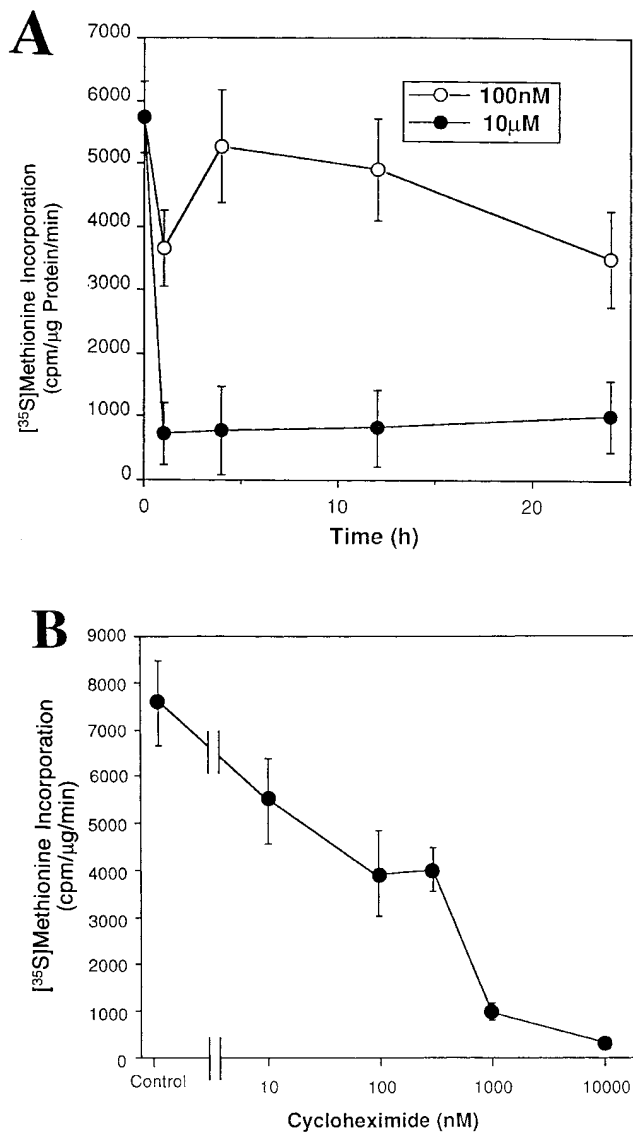 A
[³⁵S]Methionine Incorporation
(cpm/µg Protein/min)
7000
6000
5000
4000
3000
2000
1000
0
100nM
10µM
0
10
20
Time (h)
B
[³⁵S]Methionine Incorporation
(cpm/µg/min)
9000
8000
7000
6000
5000
4000
3000
2000
1000
0
Control
10
100
1000
10000
Cycloheximide (nM)